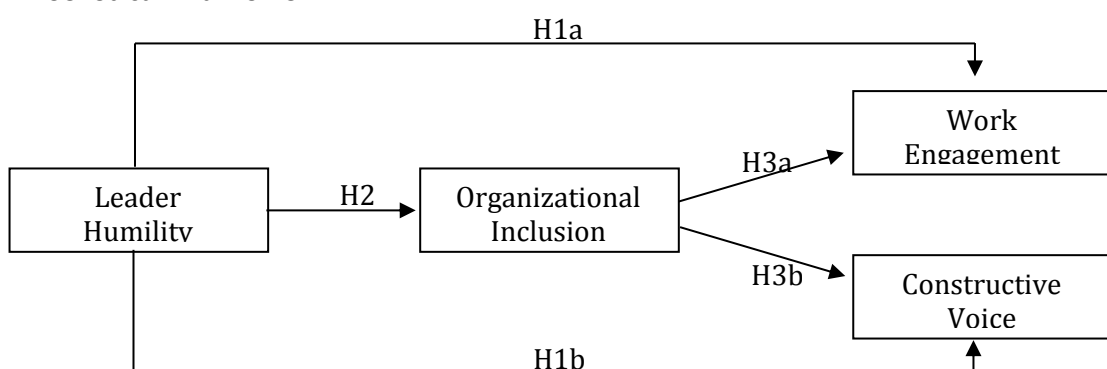 H1a
Work
Engagement
H3a
Leader
Humility
H2
Organizational
Inclusion
H3b
Constructive
Voice
H1b